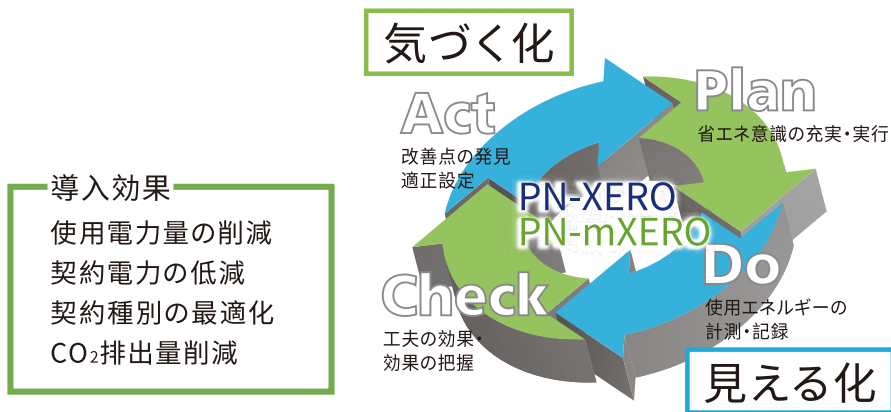 気づく化
Act
改善点の発見
適正設定
Plan
省エネ意識の充実・実行
PN-XERO
PN-mXERO
導入効果
使用電力量の削減
契約電力の低減
契約種別の最適化
CO₂排出量削減
Check
工夫の効果・
効果の把握
Do
使用エネルギーの
計測・記録
見える化